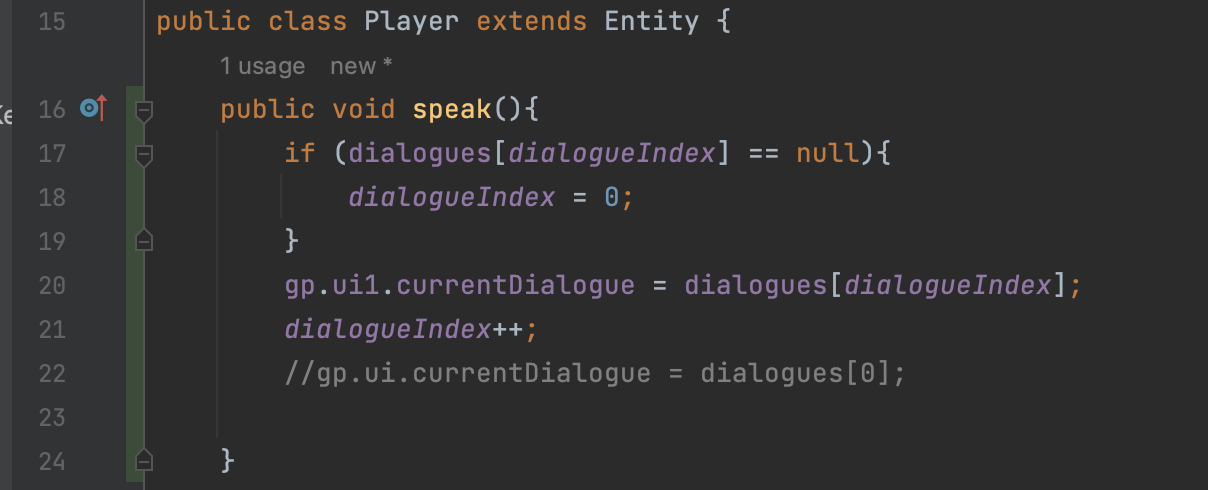 15 public class Player extends Entity {
1 usage new *
16 public void speak(){
17 if (dialogues[dialogueIndex] == null){
18 dialogueIndex = 0;
19 }
20 gp.ui1.currentDialogue = dialogues[dialogueIndex];
21 dialogueIndex++;
22 //gp.ui.currentDialogue = dialogues[0];
23
24 }